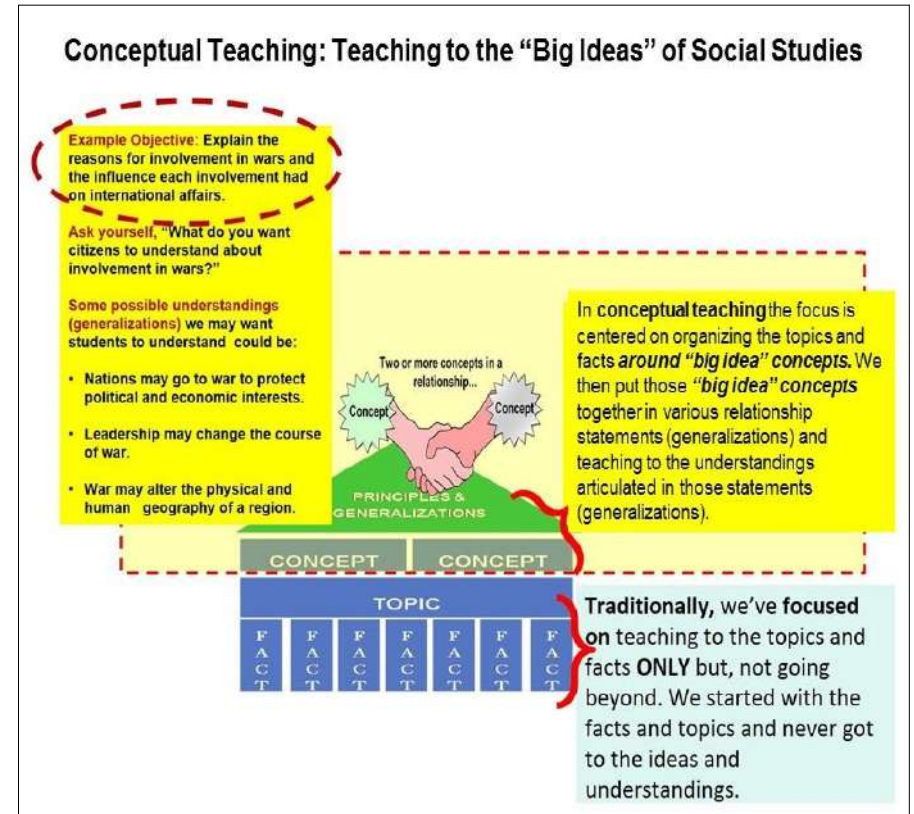 Conceptual Teaching: Teaching to the “Big Ideas” of Social Studies
Example Objective: Explain the
reasons for involvement in wars and
the influence each involvement had
on international affairs.
Ask yourself, “What do you want
citizens to understand about
involvement in wars?”
Some possible understandings
(generalizations) we may want
students to understand could be:
• Nations may go to war to protect
political and economic interests.
• Leadership may change the course
of war.
• War may alter the physical and
human geography of a region.
Two or more concepts in a
relationship...
Concept
Concept
PRINCIPLES &
GENERALIZATIONS
CONCEPT
CONCEPT
TOPIC
FACT
FACT
FACT
FACT
FACT
FACT
FACT
In conceptual teaching the focus is
centered on organizing the topics and
facts around “big idea” concepts. We
then put those “big idea” concepts
together in various relationship
statements (generalizations) and
teaching to the understandings
articulated in those statements
(generalizations).
Traditionally, we’ve focused
on teaching to the topics and
facts ONLY but, not going
beyond. We started with the
facts and topics and never got
to the ideas and
understandings.